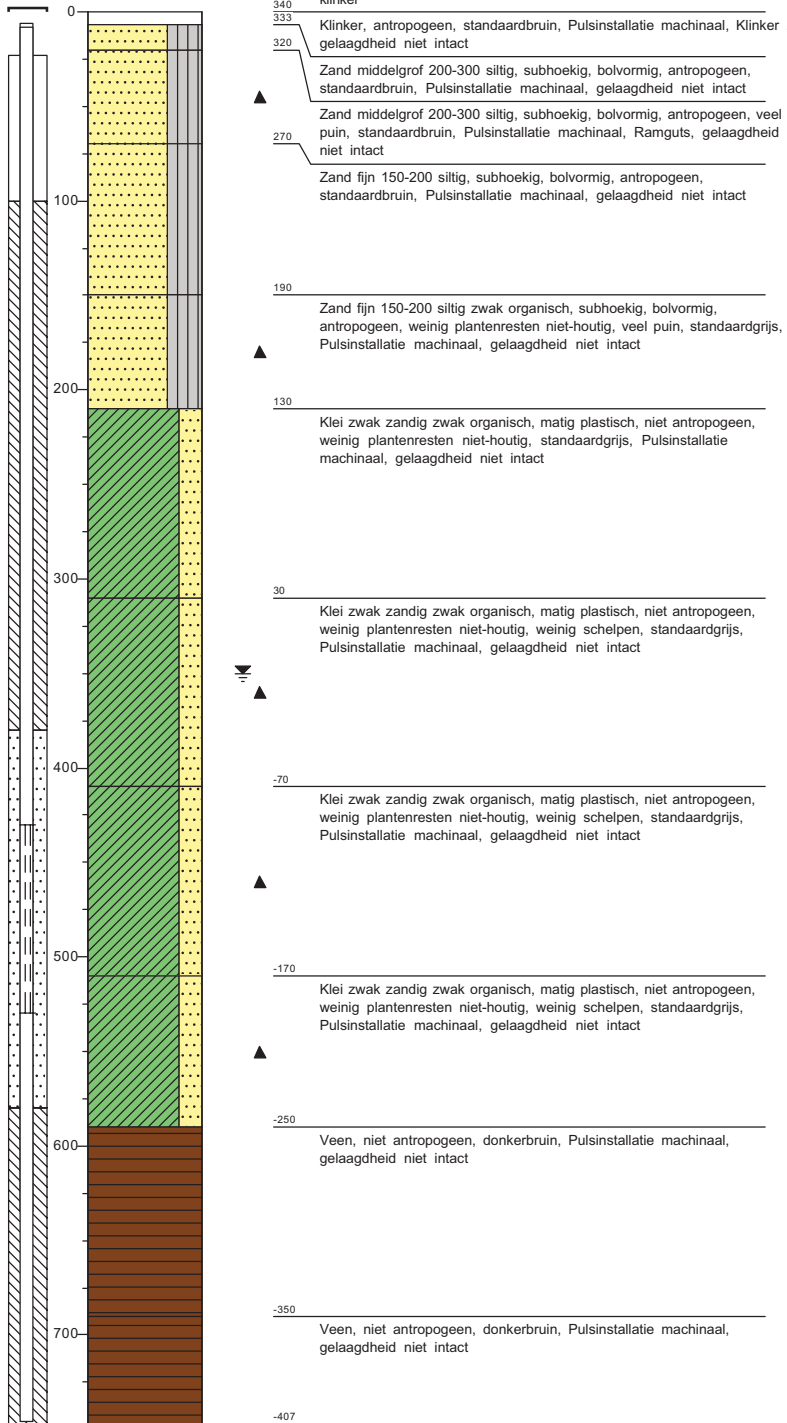 klinker
0
340
333
Klinker, antropogeen, standaardbruin, Pulsinstallatie machinaal, Klinker
gelaagdheid niet intact
320
Zand middelgrof 200-300 siltig, subhoekig, bolvormig, antropogeen,
standaardbruin, Pulsinstallatie machinaal, gelaagdheid niet intact
Zand middelgrof 200-300 siltig, subhoekig, bolvormig, antropogeen, veel
puin, standaardbruin, Pulsinstallatie machinaal, Ramguts, gelaagdheid
niet intact
270
Zand fijn 150-200 siltig, subhoekig, bolvormig, antropogeen,
standaardbruin, Pulsinstallatie machinaal, gelaagdheid niet intact
100
190
Zand fijn 150-200 siltig zwak organisch, subhoekig, bolvormig,
antropogeen, weinig plantenresten niet-houtig, veel puin, standaardgrijs,
Pulsinstallatie machinaal, gelaagdheid niet intact
200
130
Klei zwak zandig zwak organisch, matig plastisch, niet antropogeen,
weinig plantenresten niet-houtig, standaardgrijs, Pulsinstallatie
machinaal, gelaagdheid niet intact
300
30
Klei zwak zandig zwak organisch, matig plastisch, niet antropogeen,
weinig plantenresten niet-houtig, weinig schelpen, standaardgrijs,
Pulsinstallatie machinaal, gelaagdheid niet intact
400
-70
Klei zwak zandig zwak organisch, matig plastisch, niet antropogeen,
weinig plantenresten niet-houtig, weinig schelpen, standaardgrijs,
Pulsinstallatie machinaal, gelaagdheid niet intact
500
-170
Klei zwak zandig zwak organisch, matig plastisch, niet antropogeen,
weinig plantenresten niet-houtig, weinig schelpen, standaardgrijs,
Pulsinstallatie machinaal, gelaagdheid niet intact
-250
600
Veen, niet antropogeen, donkerbruin, Pulsinstallatie machinaal,
gelaagdheid niet intact
-350
700
Veen, niet antropogeen, donkerbruin, Pulsinstallatie machinaal,
gelaagdheid niet intact
-407